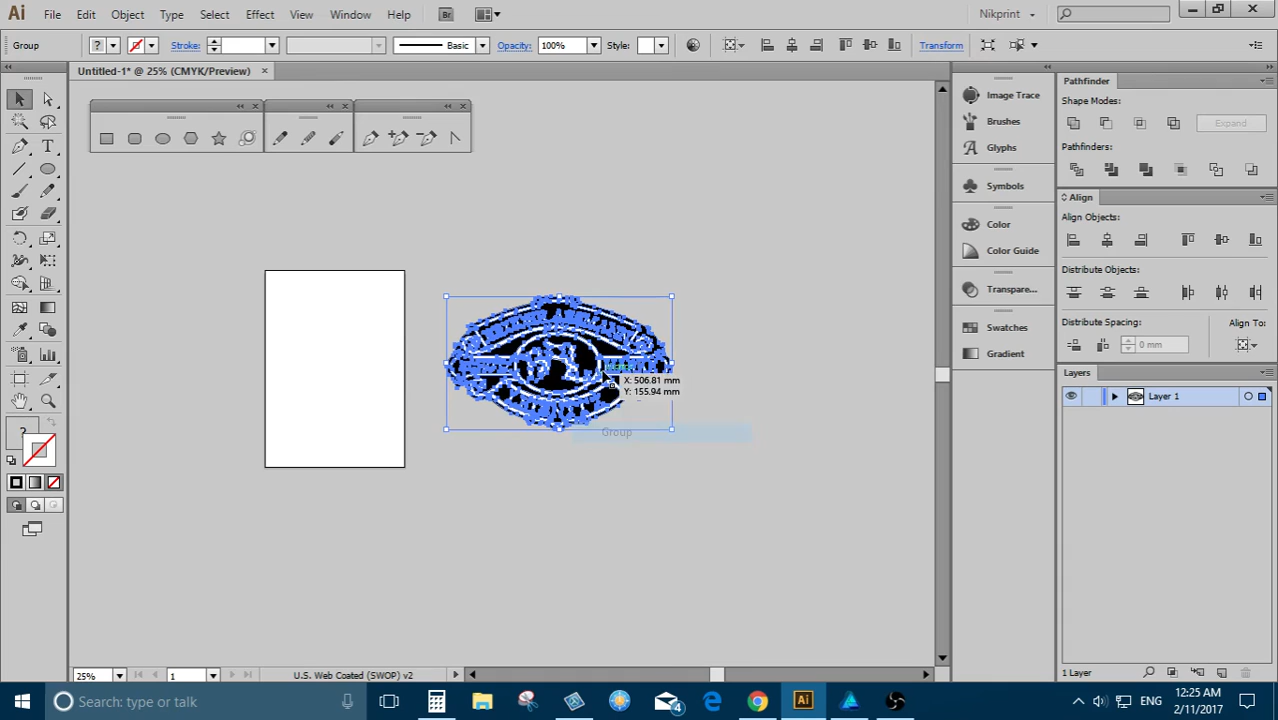 Ai File Edit Object Type Select Effect View Window Help Br Nikprint
Group ? Stroke: Basic Opacity: 100% Style: Transform
Untitled-1* @ 25% (CMYK/Preview)
Image Trace
Brushes
Glyphs
Symbols
Color
Color Guide
Transpare...
Swatches
Gradient
Pathfinder
Shape Modes:
Expand
Pathfinders:
Align
Align Objects:
Distribute Objects:
Distribute Spacing: Align To:
0 mm
Layers
Layer 1
1 Layer
X: 506.81 mm
Y: 155.94 mm
Group
?
25% 1 U.S. Web Coated (SWOP) v2
Search: type or task
4
Ai
ENG
12:25 AM
2/11/2017